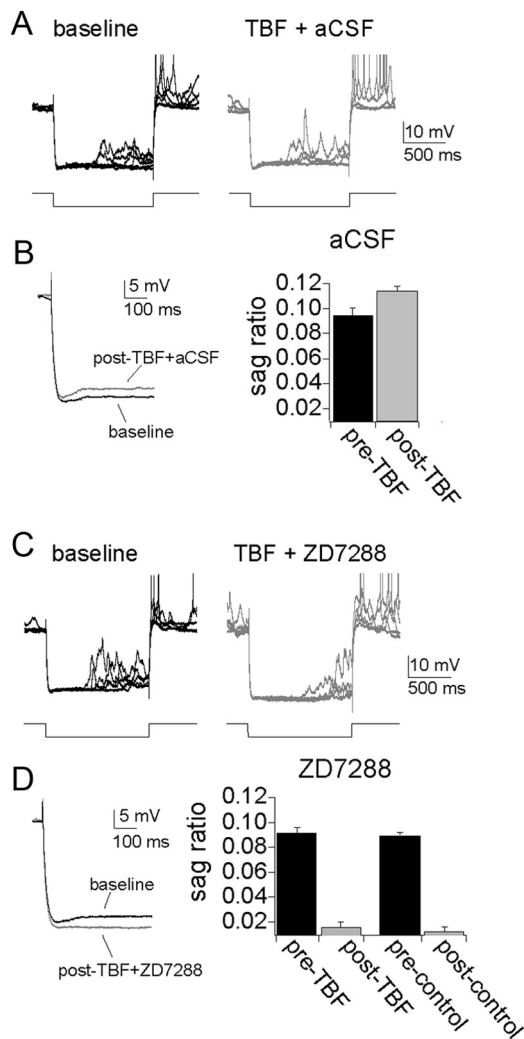 A
baseline
TBF + aCSF
10 mV
500 ms
B
5 mV
100 ms
post-TBF+aCSF
baseline
aCSF
sag ratio
0.12
0.10
0.08
0.06
0.04
0.02
pre-TBF
post-TBF
C
baseline
TBF + ZD7288
10 mV
500 ms
D
5 mV
100 ms
baseline
post-TBF+ZD7288
ZD7288
sag ratio
0.12
0.10
0.08
0.06
0.04
0.02
pre-TBF
post-TBF
pre-control
post-control